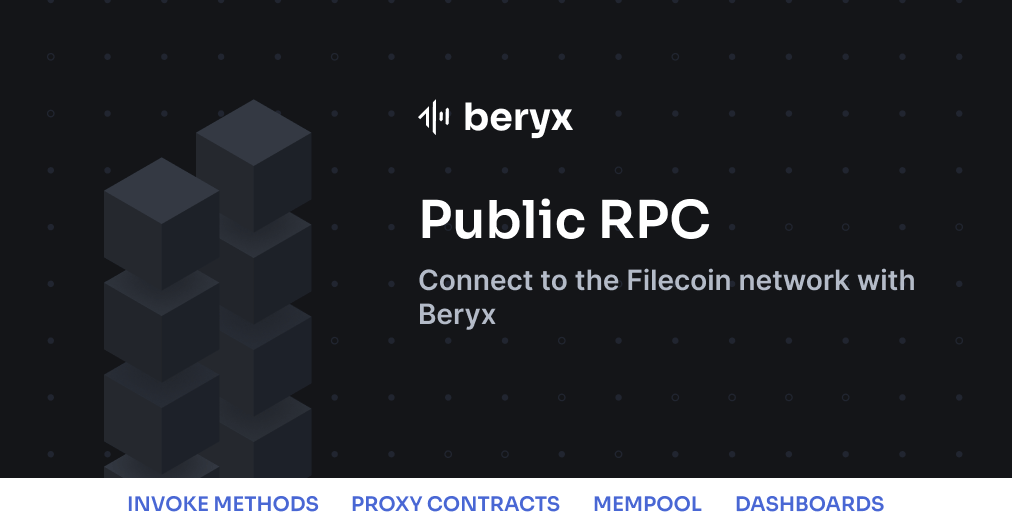 beryx
Public RPC
Connect to the Filecoin network with
Beryx
INVOKE METHODS PROXY CONTRACTS MEMPOOL DASHBOARDS